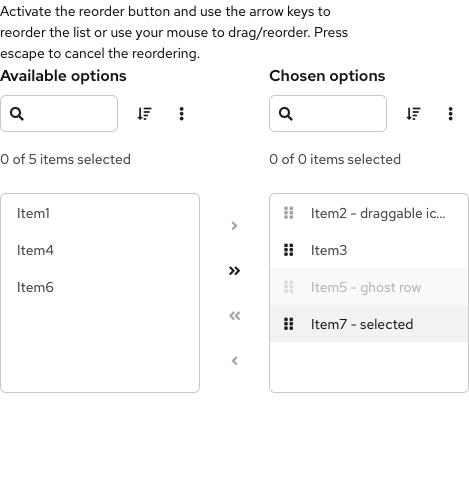 Activate the reorder button and use the arrow keys to
reorder the list or use your mouse to drag/reorder. Press
escape to cancel the reordering.
Available options
Chosen options
0 of 5 items selected
0 of 0 items selected
Item1
Item4
Item6
Item2 - draggable ic...
Item3
Item5 - ghost row
Item7 - selected